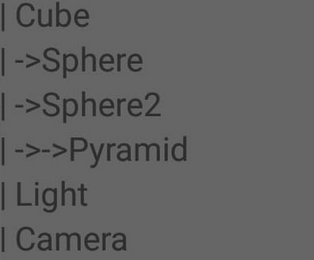 | Cube
| ->Sphere
| ->Sphere2
| ->->Pyramid
| Light
| Camera